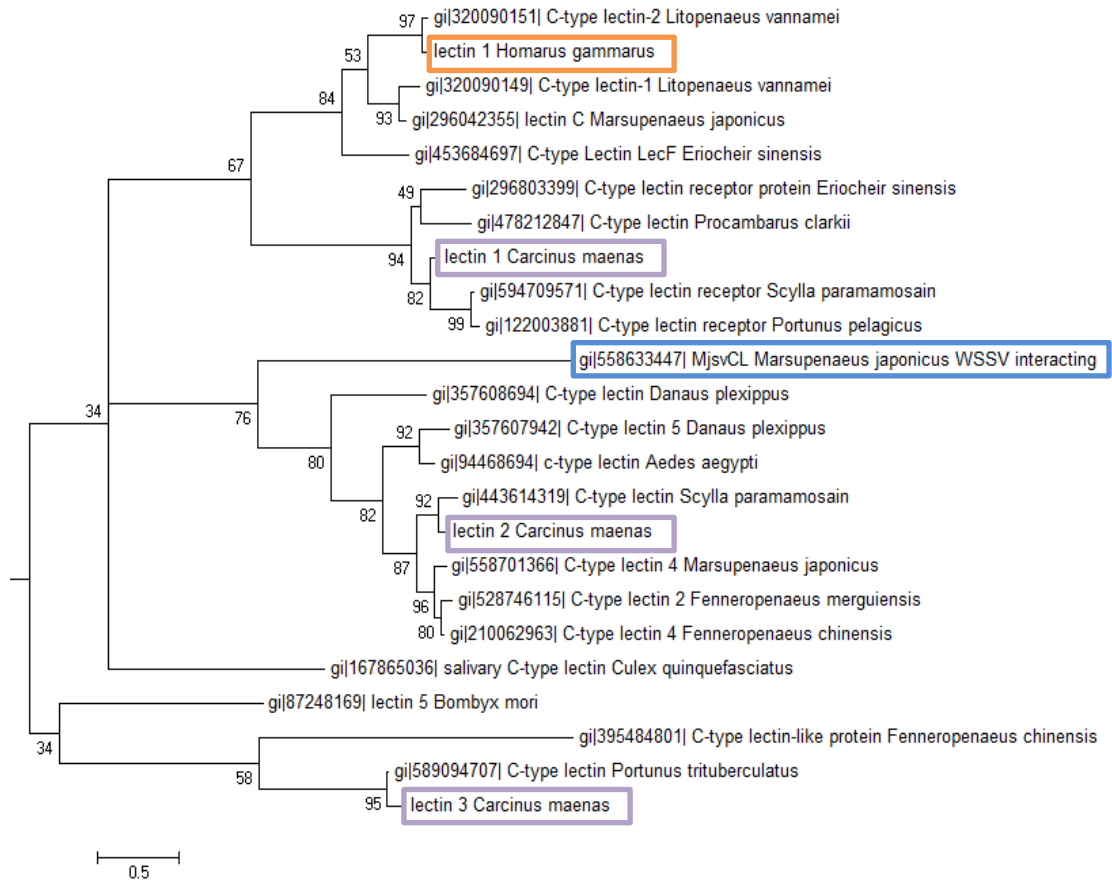 97
gi|320090151| C-type lectin-2 Litopenaeus vannamei
lectin 1 Homarus gammarus
53
gi|320090149| C-type lectin-1 Litopenaeus vannamei
84
93
gi|296042355| lectin C Marsupenaeus japonicus
gi|453684697| C-type Lectin LecF Eriocheir sinensis
67
49
gi|296803399| C-type lectin receptor protein Eriocheir sinensis
gi|478212847| C-type lectin Procambarus clarkii
94
lectin 1 Carcinus maenas
82
gi|594709571| C-type lectin receptor Scylla paramamosain
99
gi|122003881| C-type lectin receptor Portunus pelagicus
gi|558633447| MjsvCL Marsupenaeus japonicus WSSV interacting
34
76
gi|357608694| C-type lectin Danaus plexippus
92
gi|357607942| C-type lectin 5 Danaus plexippus
80
gi|94468694| c-type lectin Aedes aegypti
92
gi|443614319| C-type lectin Scylla paramamosain
82
lectin 2 Carcinus maenas
87
gi|558701366| C-type lectin 4 Marsupenaeus japonicus
96
gi|528746115| C-type lectin 2 Fenneropenaeus merguiensis
80
gi|210062963| C-type lectin 4 Fenneropenaeus chinensis
gi|167865036| salivary C-type lectin Culex quinquefasciatus
gi|87248169| lectin 5 Bombyx mori
34
gi|395484801| C-type lectin-like protein Fenneropenaeus chinensis
58
gi|589094707| C-type lectin Portunus trituberculatus
95
lectin 3 Carcinus maenas
0.5